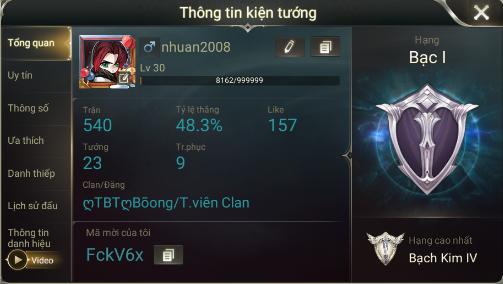 Thông tin kiện tướng
Tổng quan
Uy tín
Thông số
Ưa thích
Danh thiếp
Lịch sử đấu
Thông tin danh hiệu
Video
nhuan2008
Lv 30
8162/999999
Trận
540
Tỷ lệ thắng
48.3%
Like
157
Tướng
23
Tr.phục
9
Clan/Đảng
ღTBTღBõong/T.viên Clan
Mã mời của tôi
FckV6x
Hạng
Bạc I
Hạng cao nhất
Bạch Kim IV